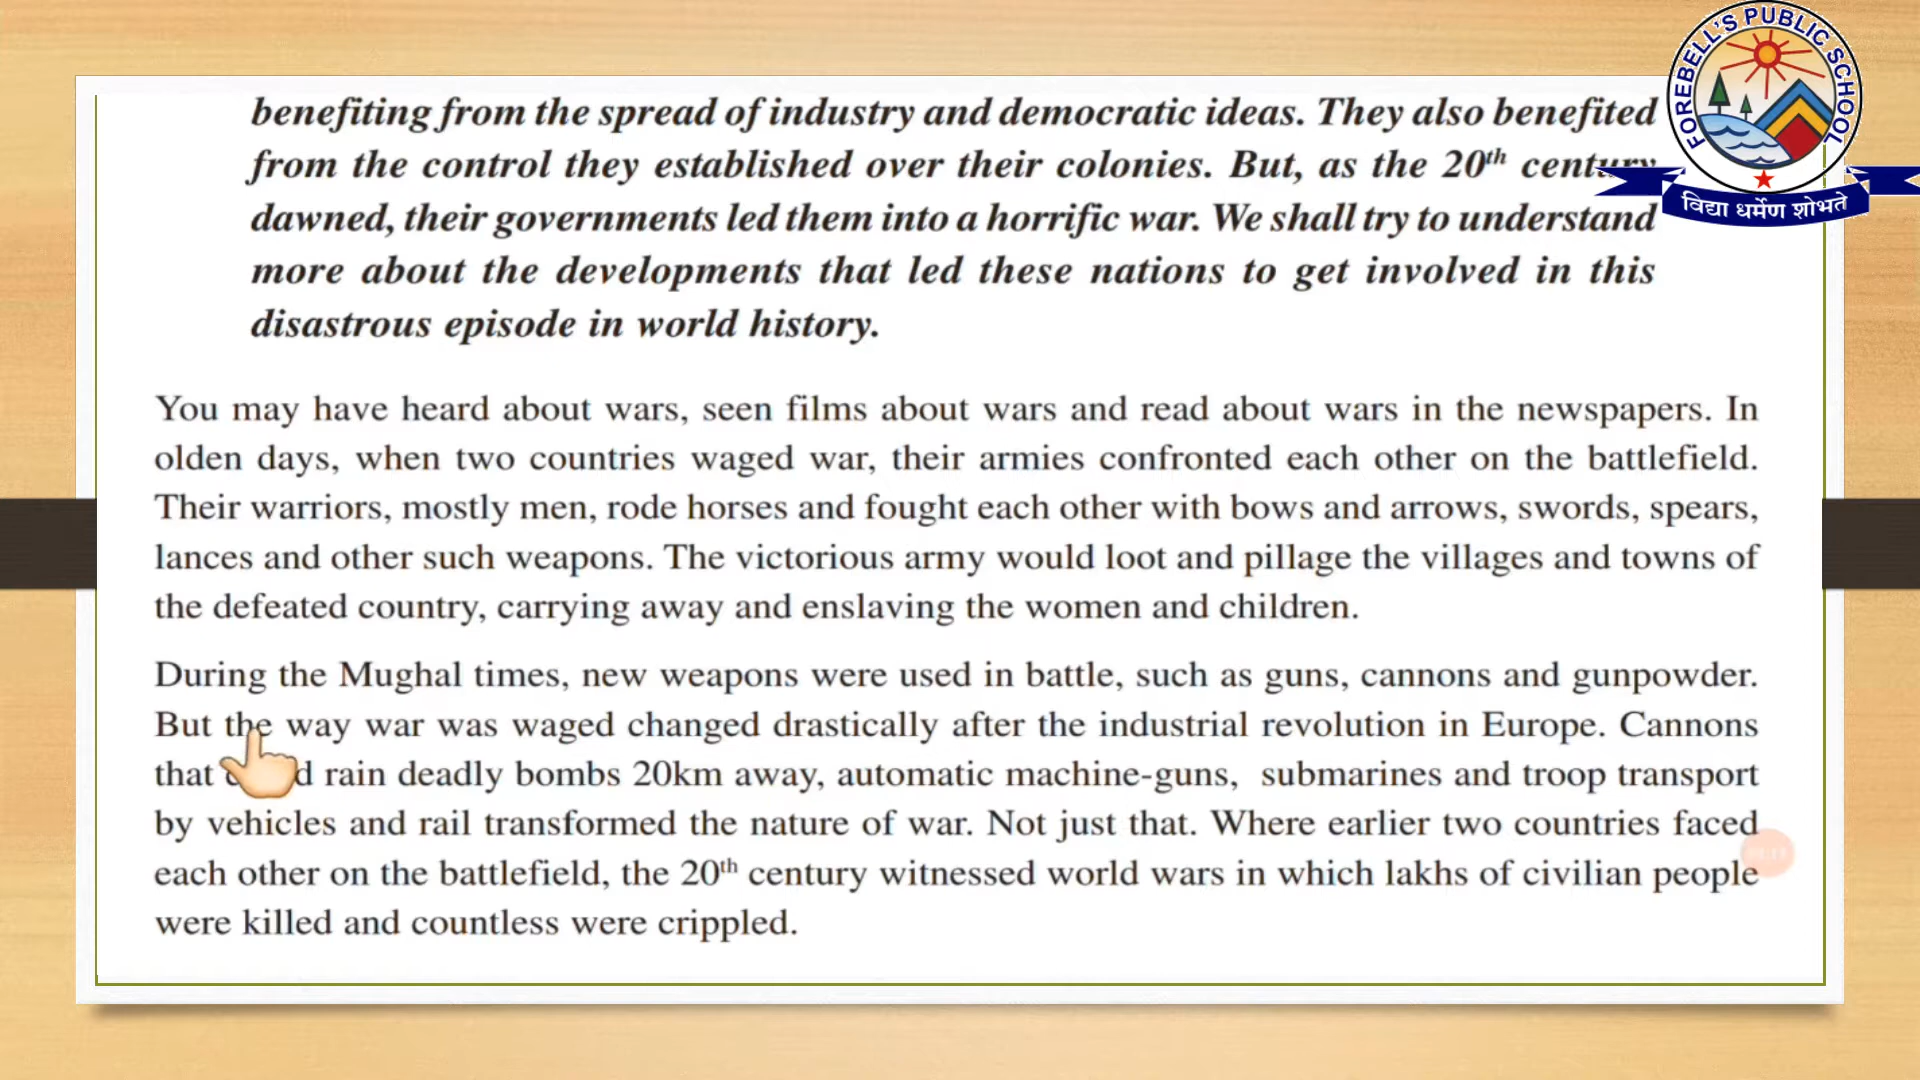 FOREBELL'S PUBLIC SCHOOL
विद्या धर्मेण शोभते
benefiting from the spread of industry and democratic ideas. They also benefited
from the control they established over their colonies. But, as the 20th century
dawned, their governments led them into a horrific war. We shall try to understand
more about the developments that led these nations to get involved in this
disastrous episode in world history.
You may have heard about wars, seen films about wars and read about wars in the newspapers. In
olden days, when two countries waged war, their armies confronted each other on the battlefield.
Their warriors, mostly men, rode horses and fought each other with bows and arrows, swords, spears,
lances and other such weapons. The victorious army would loot and pillage the villages and towns of
the defeated country, carrying away and enslaving the women and children.
During the Mughal times, new weapons were used in battle, such as guns, cannons and gunpowder.
But the way war was waged changed drastically after the industrial revolution in Europe. Cannons
that rain deadly bombs 20km away, automatic machine-guns, submarines and troop transport
by vehicles and rail transformed the nature of war. Not just that. Where earlier two countries faced
each other on the battlefield, the 20th century witnessed world wars in which lakhs of civilian people
were killed and countless were crippled.